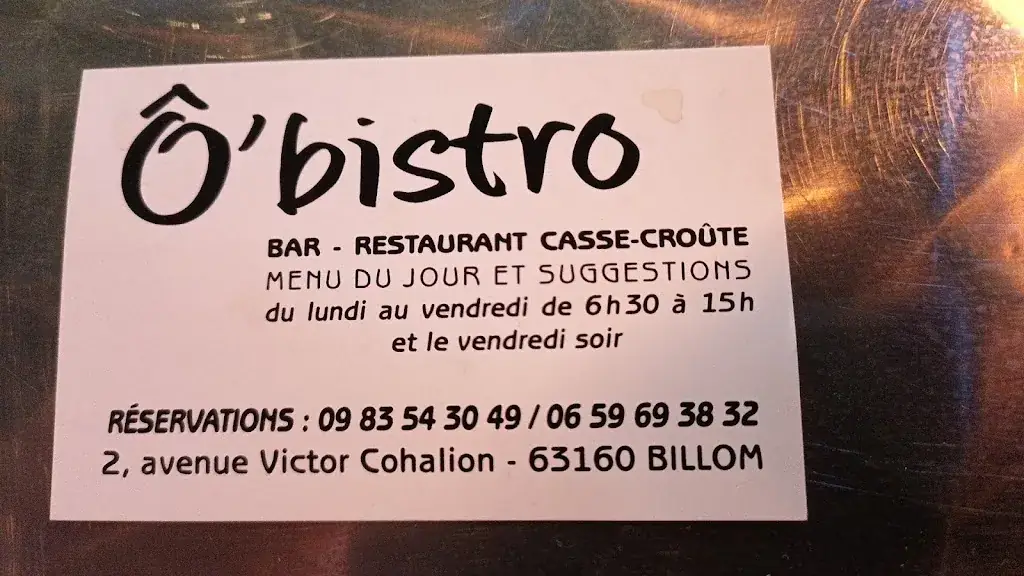 Ô'bistro
BAR - RESTAURANT CASSE-CROÛTE
MENU DU JOUR ET SUGGESTIONS
du lundi au vendredi de 6h30 à 15h
et le vendredi soir
RÉSERVATIONS : 09 83 54 30 49 / 06 59 69 38 32
2, avenue Victor Cohalion - 63160 BILLOM